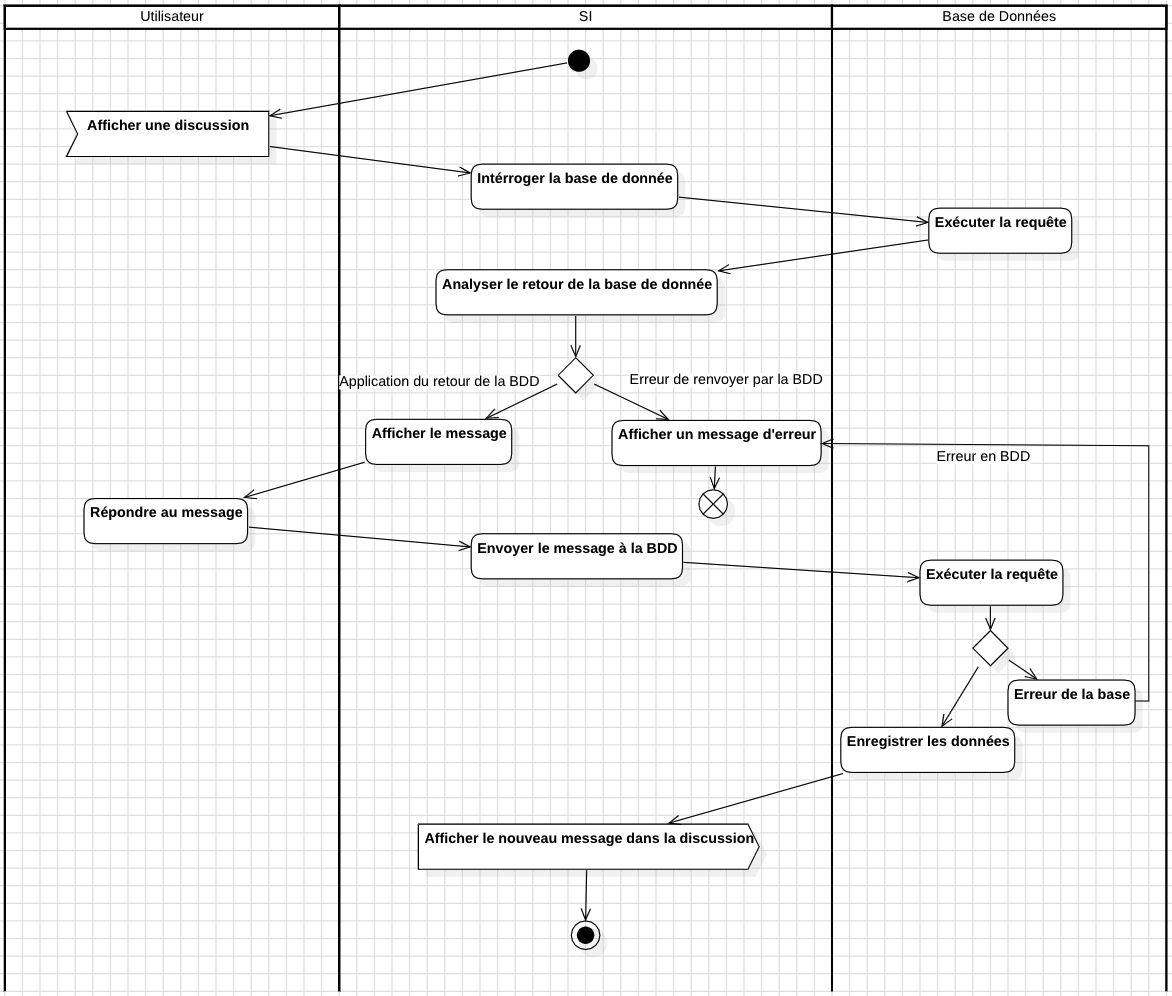 Utilisateur
SI
Base de Données
Afficher une discussion
Intérroger la base de donnée
Exécuter la requête
Analyser le retour de la base de donnée
Application du retour de la BDD
Erreur de renvoyer par la BDD
Afficher le message
Afficher un message d'erreur
Erreur en BDD
Répondre au message
Envoyer le message à la BDD
Exécuter la requête
Erreur de la base
Enregistrer les données
Afficher le nouveau message dans la discussion